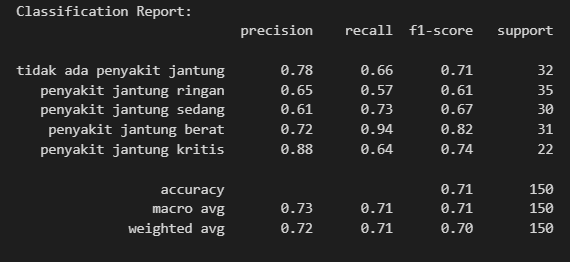 Classification Report:
precision recall f1-score support
tidak ada penyakit jantung 0.78 0.66 0.71 32
penyakit jantung ringan 0.65 0.57 0.61 35
penyakit jantung sedang 0.61 0.73 0.67 30
penyakit jantung berat 0.72 0.94 0.82 31
penyakit jantung kritis 0.88 0.64 0.74 22
accuracy 0.71 150
macro avg 0.73 0.71 0.71 150
weighted avg 0.72 0.71 0.70 150